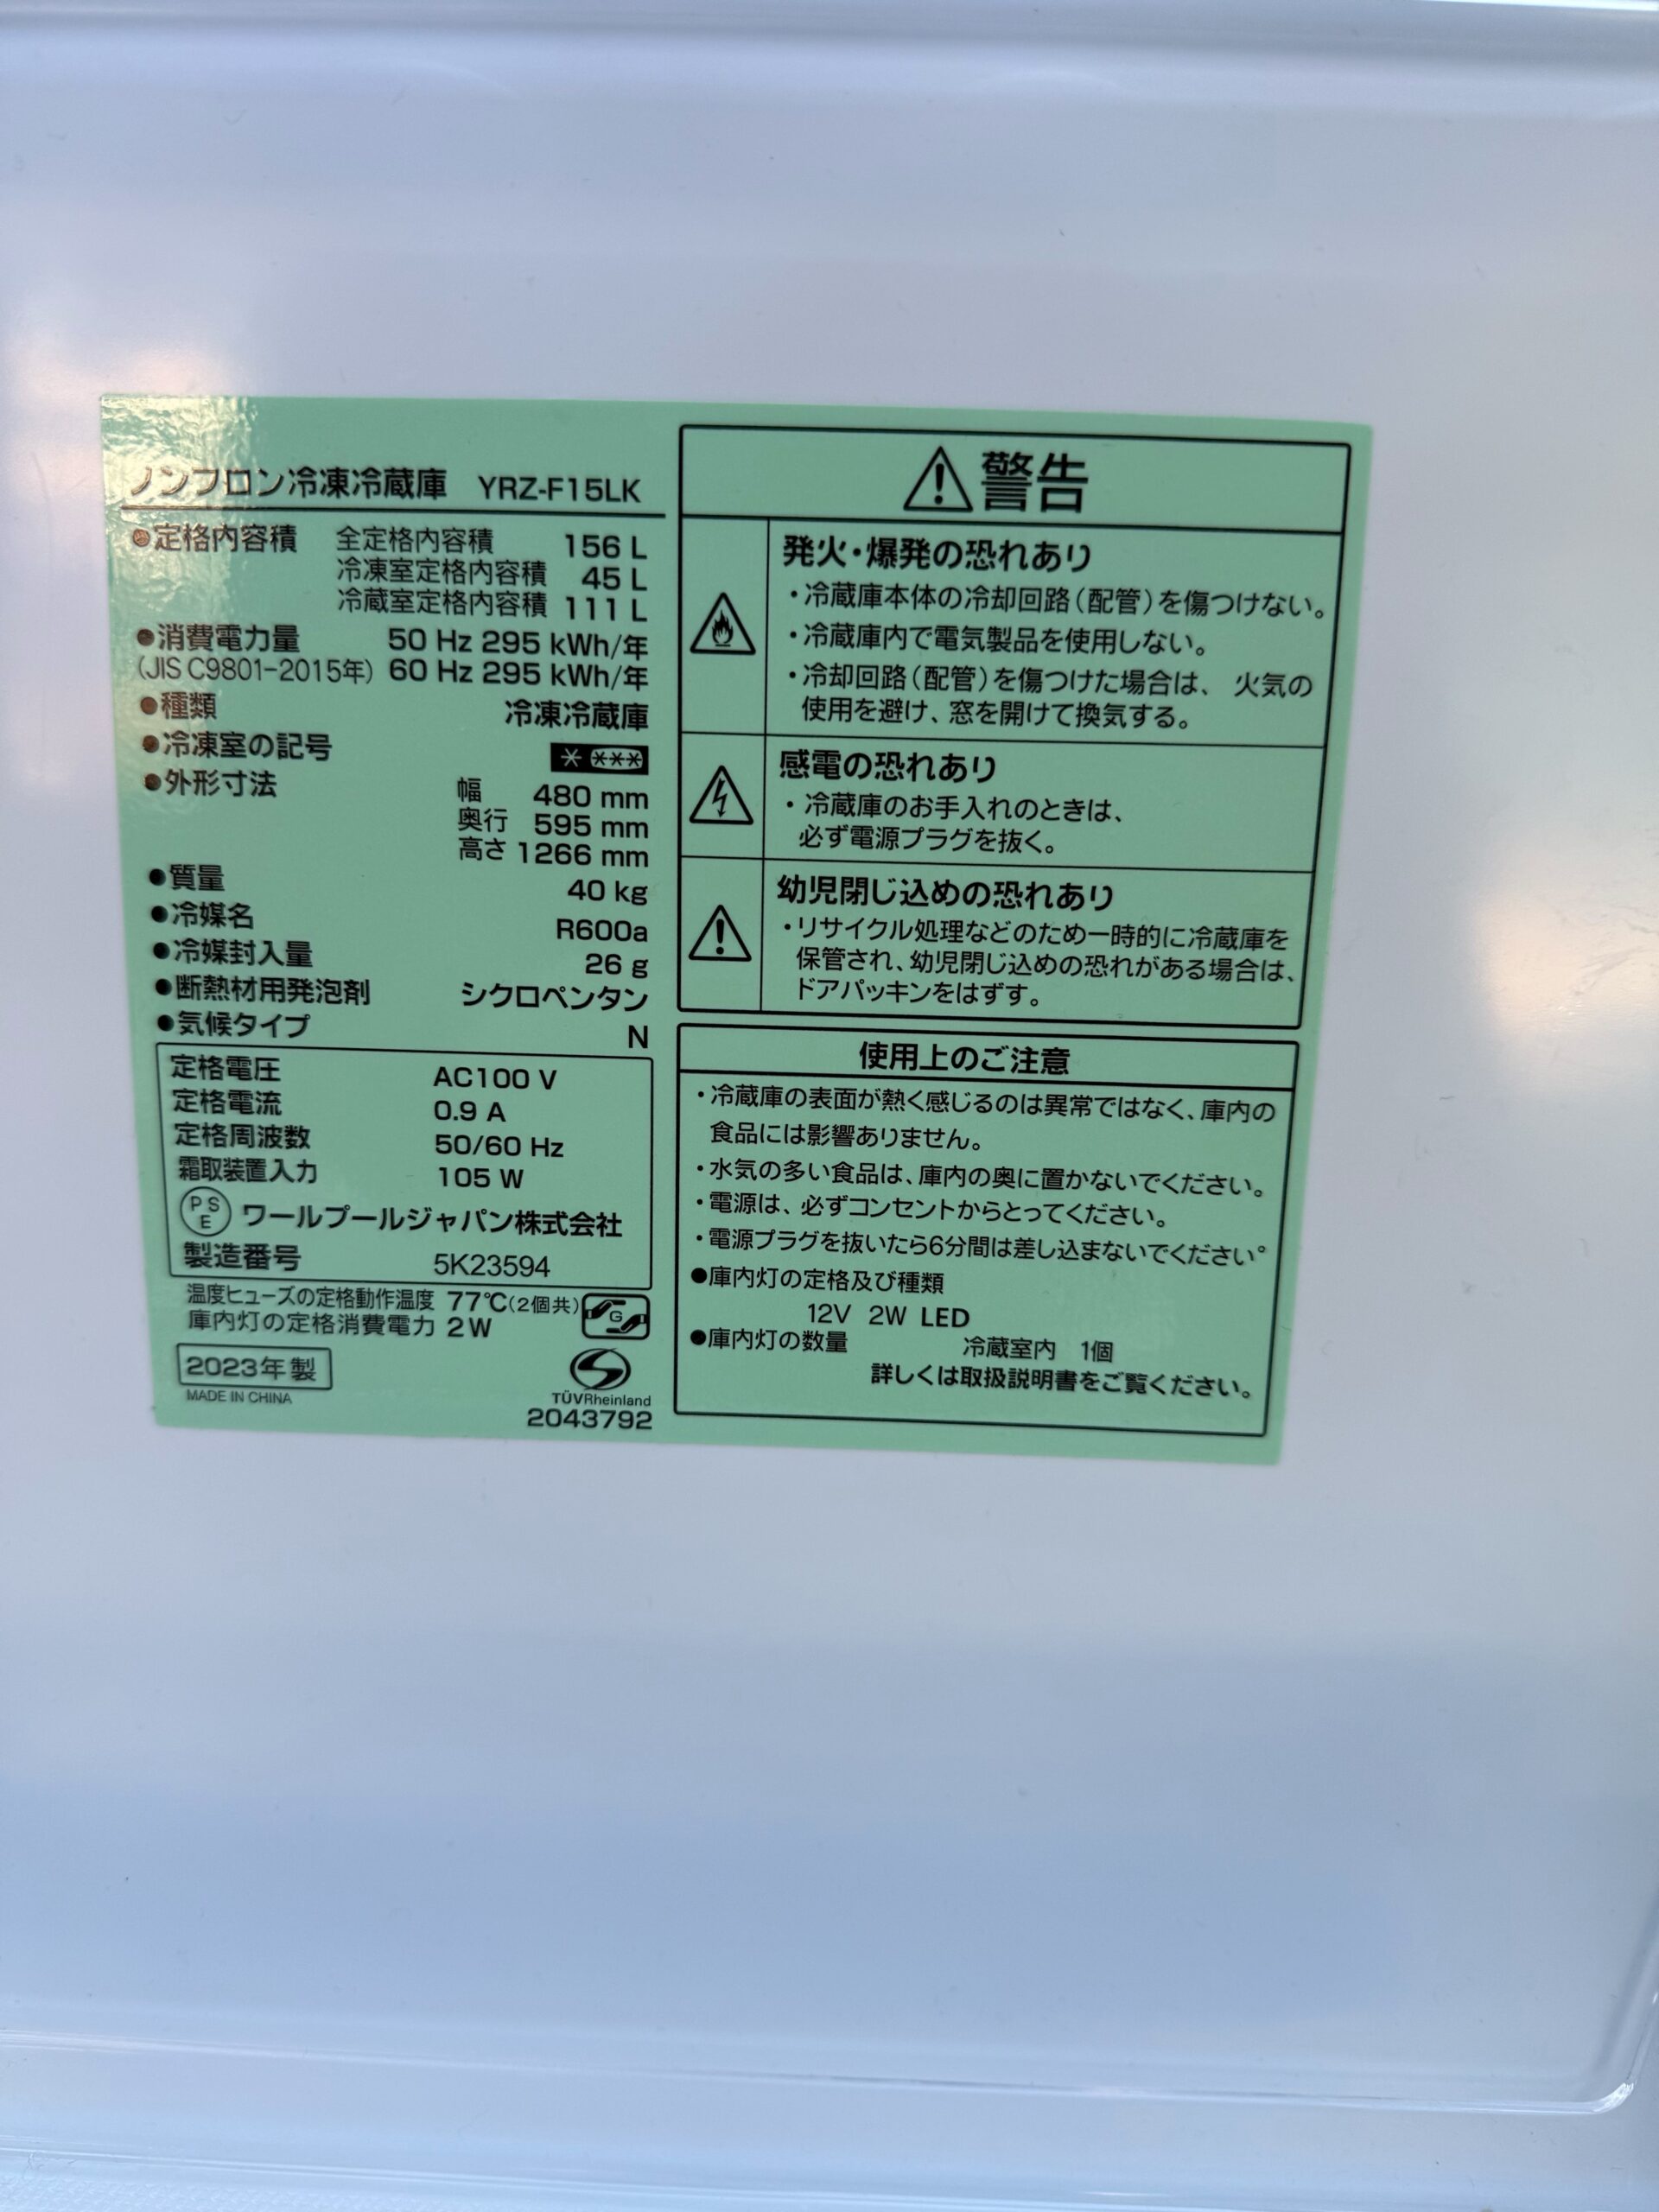 ノンフロン冷凍冷蔵庫 YRZ-F15LK
●定格内容積 全定格内容積 156 L
冷凍室定格内容積 45 L
冷蔵室定格内容積 111 L
●消費電力量 50 Hz 295 kWh/年
(JIS C9801-2015年) 60 Hz 295 kWh/年
●種類 冷凍冷蔵庫
●冷凍室の記号 * ***
●外形寸法 幅 480 mm
奥行 595 mm
高さ 1266 mm
●質量 40 kg
●冷媒名 R600a
●冷媒封入量 26 g
●断熱材用発泡剤 シクロペンタン
●気候タイプ N
定格電圧 AC100 V
定格電流 0.9 A
定格周波数 50/60 Hz
霜取装置入力 105 W
PS
E ワールプールジャパン株式会社
製造番号 5K23594
温度ヒューズの定格動作温度 77℃(2個共)
G
庫内灯の定格消費電力 2W
2023年製
MADE IN CHINA
TÜVRheinland
2043792
警告
発火・爆発の恐れあり
・冷蔵庫本体の冷却回路(配管)を傷つけない。
・冷蔵庫内で電気製品を使用しない。
・冷却回路(配管)を傷つけた場合は、 火気の
使用を避け、窓を開けて換気する。
感電の恐れあり
・冷蔵庫のお手入れのときは、
必ず電源プラグを抜く。
幼児閉じ込めの恐れあり
・リサイクル処理などのため一時的に冷蔵庫を
保管され、幼児閉じ込めの恐れがある場合は、
ドアパッキンをはずす。
使用上のご注意
・冷蔵庫の表面が熱く感じるのは異常ではなく、庫内の
食品には影響ありません。
・水気の多い食品は、庫内の奥に置かないでください。
・電源は、必ずコンセントからとってください。
・電源プラグを抜いたら6分間は差し込まないでください。
●庫内灯の定格及び種類
12V 2W LED
●庫内灯の数量 冷蔵室内 1個
詳しくは取扱説明書をご覧ください。